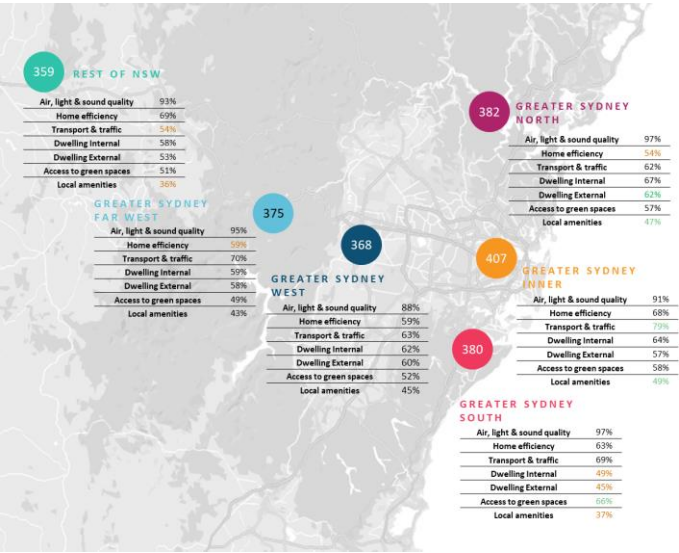 359
REST OF NSW
Air, light & sound quality 93%
Home efficiency 69%
Transport & traffic 54%
Dwelling Internal 58%
Dwelling External 53%
Access to green spaces 51%
Local amenities 36%
GREATER SYDNEY
FAR WEST
375
Air, light & sound quality 95%
Home efficiency 59%
Transport & traffic 70%
Dwelling Internal 59%
Dwelling External 58%
Access to green spaces 49%
Local amenities 43%
368
GREATER SYDNEY
WEST
Air, light & sound quality 88%
Home efficiency 59%
Transport & traffic 63%
Dwelling Internal 62%
Dwelling External 60%
Access to green spaces 52%
Local amenities 45%
382
GREATER SYDNEY
NORTH
Air, light & sound quality 97%
Home efficiency 54%
Transport & traffic 62%
Dwelling Internal 67%
Dwelling External 62%
Access to green spaces 57%
Local amenities 47%
407
GREATER SYDNEY
INNER
Air, light & sound quality 91%
Home efficiency 68%
Transport & traffic 79%
Dwelling Internal 64%
Dwelling External 57%
Access to green spaces 58%
Local amenities 49%
380
GREATER SYDNEY
SOUTH
Air, light & sound quality 97%
Home efficiency 63%
Transport & traffic 69%
Dwelling Internal 49%
Dwelling External 45%
Access to green spaces 66%
Local amenities 37%